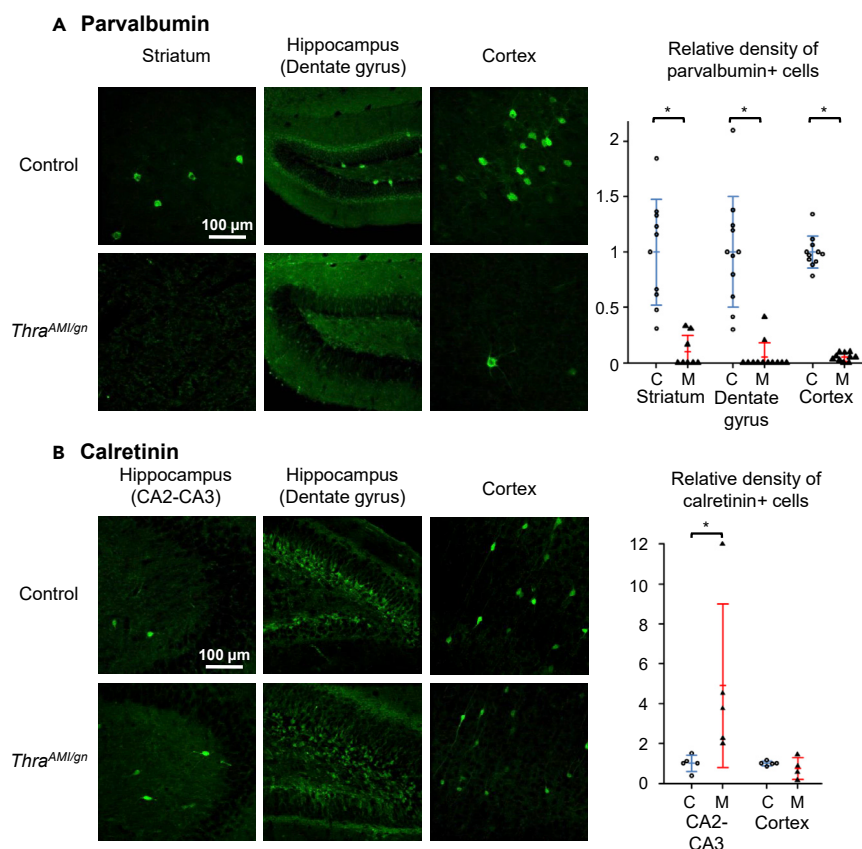 A Parvalbumin
Striatum
Hippocampus
(Dentate gyrus)
Cortex
Relative density of
parvalbumin+ cells
Control
100 µm
Thra^AMI/gn
2
1.5
1
0.5
0
*
*
*
C M C M C M
Striatum
Dentate
gyrus
Cortex
B Calretinin
Hippocampus
(CA2-CA3)
Hippocampus
(Dentate gyrus)
Cortex
Relative density of
calretinin+ cells
Control
100 µm
Thra^AMI/gn
12
10
8
6
4
2
0
*
C M C M
CA2-
CA3
Cortex